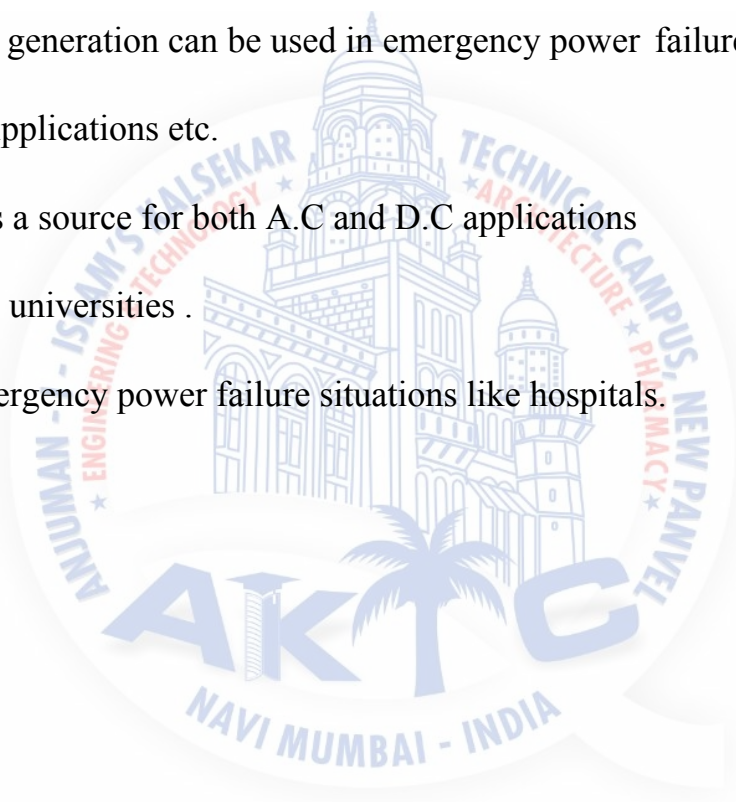 generation can be used in emergency power failure
applications etc.
a source for both A.C and D.C applications
universities .
emergency power failure situations like hospitals.
ANJUMAN - I - ISLAM'S KALSEKAR TECHNICAL CAMPUS, NEW PANVEL
ENGINEERING & TECHNOLOGY * ARCHITECTURE * PHARMACY *
AKTC
NAVI MUMBAI - INDIA